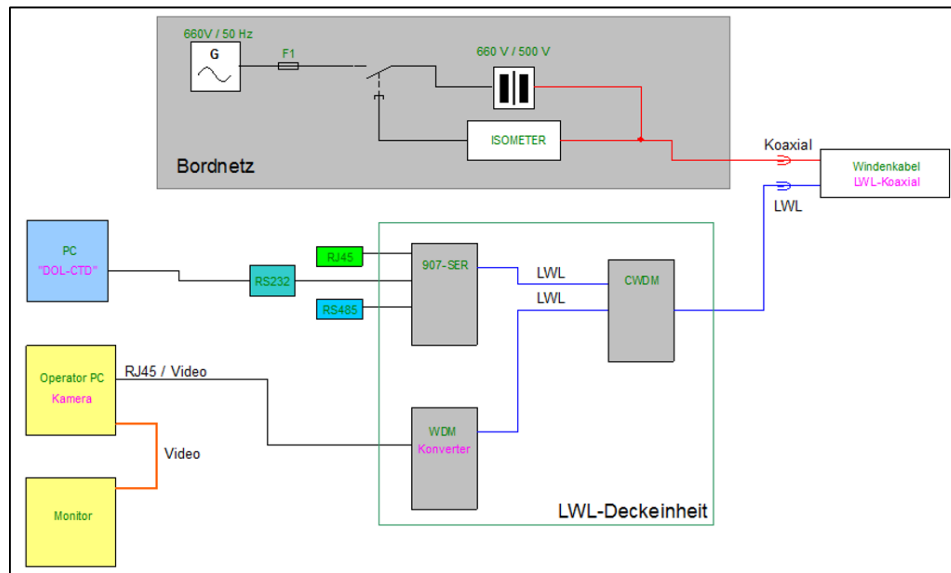 660V / 50 Hz
G
F1
660 V / 500 V
ISOMETER
Bordnetz
Koaxial
Windenkabel
LWL-Koaxial
LWL
PC
"DOL-CTD"
RS232
RJ45
RS485
907-SER
LWL
LWL
CWDM
Operator PC
Kamera
RJ45 / Video
Video
WDM
Konverter
Monitor
LWL-Deckeinheit